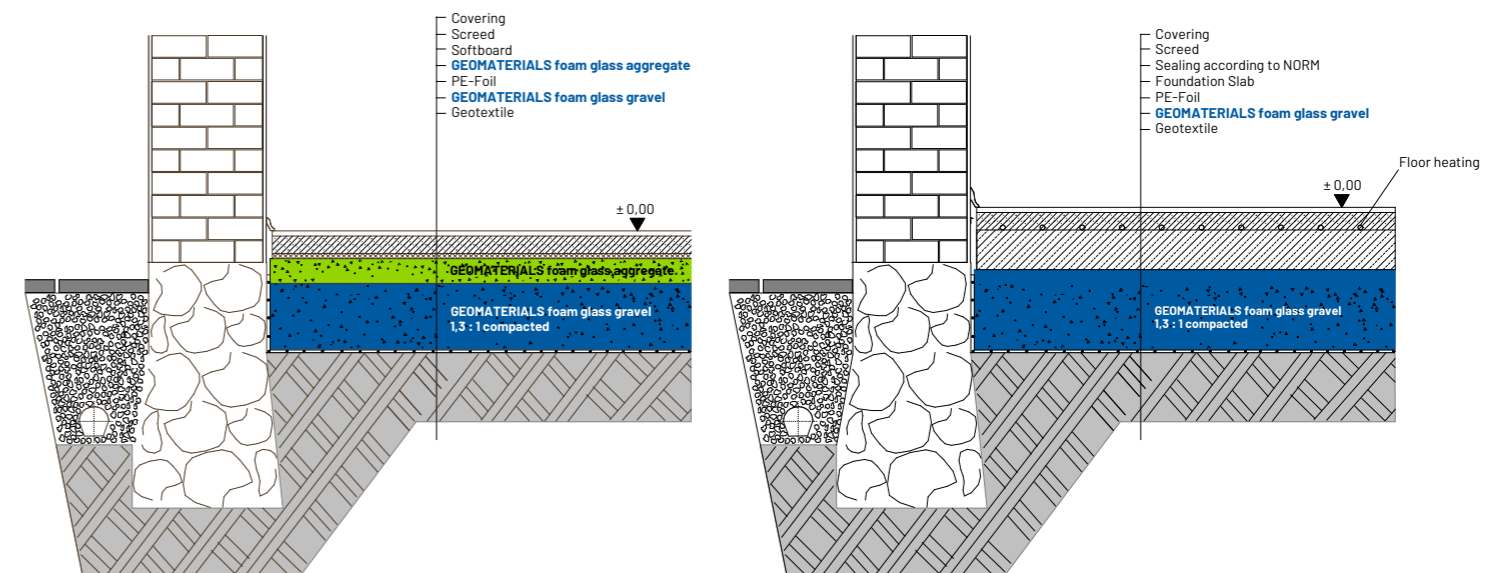 Covering
Screed
Softboard
GEOMATERIALS foam glass aggregate
PE-Foil
GEOMATERIALS foam glass gravel
Geotextile
± 0,00
GEOMATERIALS foam glass aggregate
GEOMATERIALS foam glass gravel
1,3 : 1 compacted
Covering
Screed
Sealing according to NORM
Foundation Slab
PE-Foil
GEOMATERIALS foam glass gravel
Geotextile
Floor heating
± 0,00
GEOMATERIALS foam glass gravel
1,3 : 1 compacted